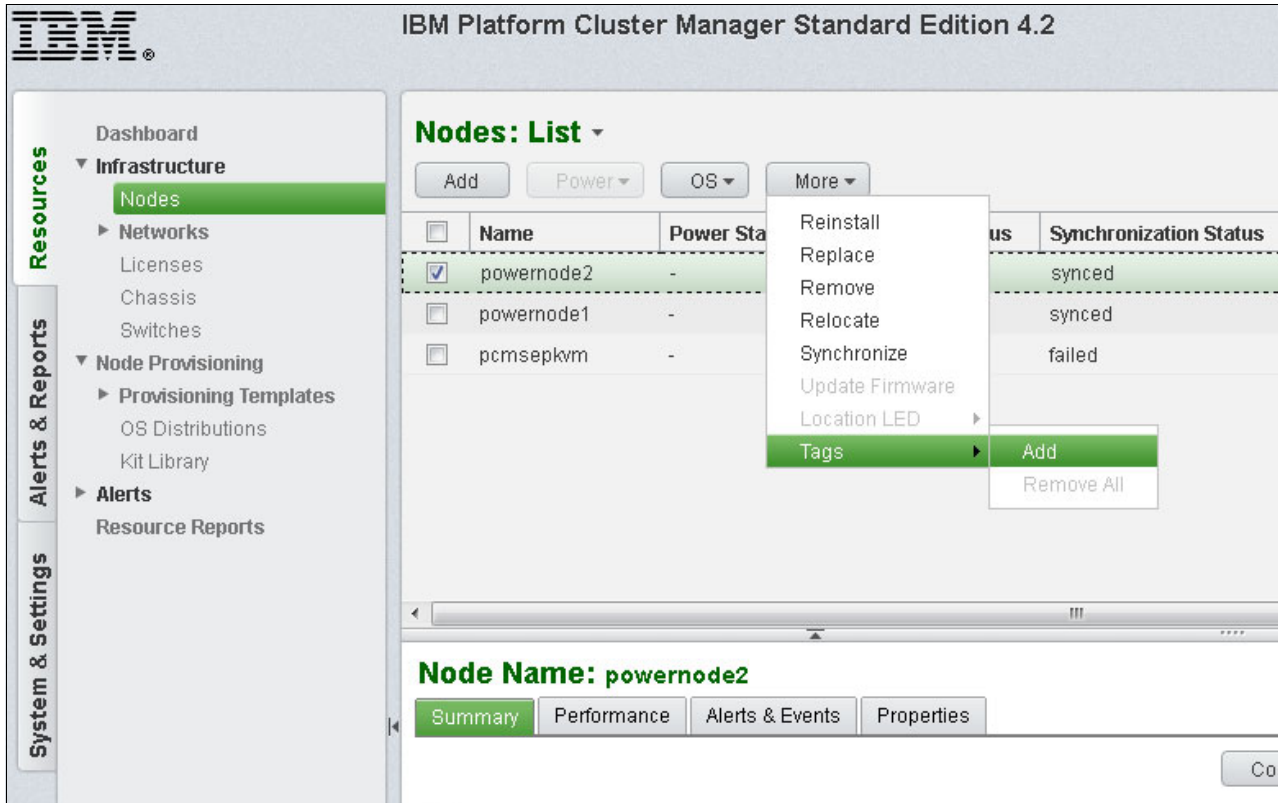 IBM®
IBM Platform Cluster Manager Standard Edition 4.2
Resources
Alerts & Reports
System & Settings
Dashboard
Infrastructure
Nodes
Networks
Licenses
Chassis
Switches
Node Provisioning
Provisioning Templates
OS Distributions
Kit Library
Alerts
Resource Reports
Nodes: List
Add Power OS More
Name Power Sta us Synchronization Status
powernode2 - synced
powernode1 - synced
pcmsepkvm - failed
Reinstall
Replace
Remove
Relocate
Synchronize
Update Firmware
Location LED
Tags
Add
Remove All
Node Name: powernode2
Summary Performance Alerts & Events Properties
Co